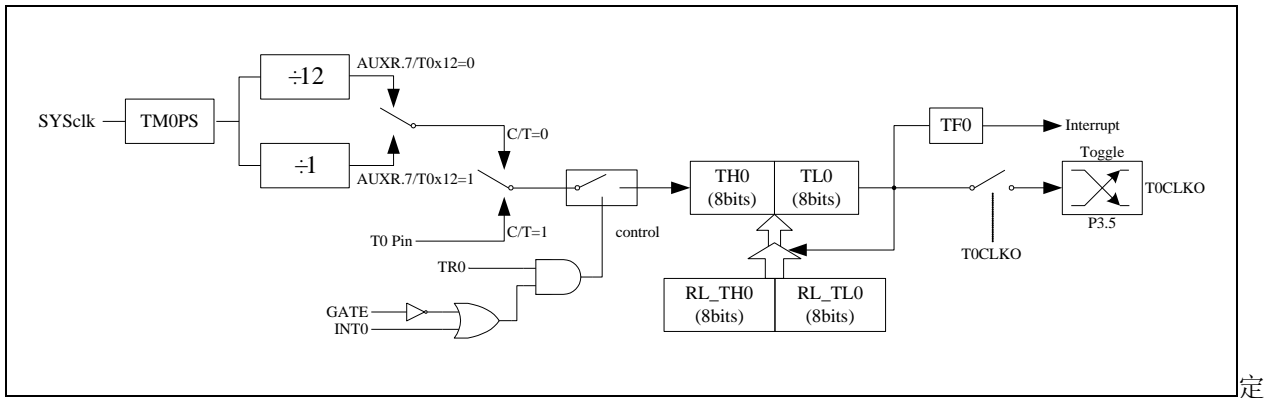 AUXR.7/T0x12=0
÷12
SYSclk
TM0PS
C/T=0
÷1
AUXR.7/T0x12=1
TF0
Interrupt
Toggle
TH0
(8bits)
TL0
(8bits)
T0CLKO
P3.5
T0 Pin
C/T=1
control
T0CLKO
TR0
RL_TH0
(8bits)
RL_TL0
(8bits)
GATE
INT0
定